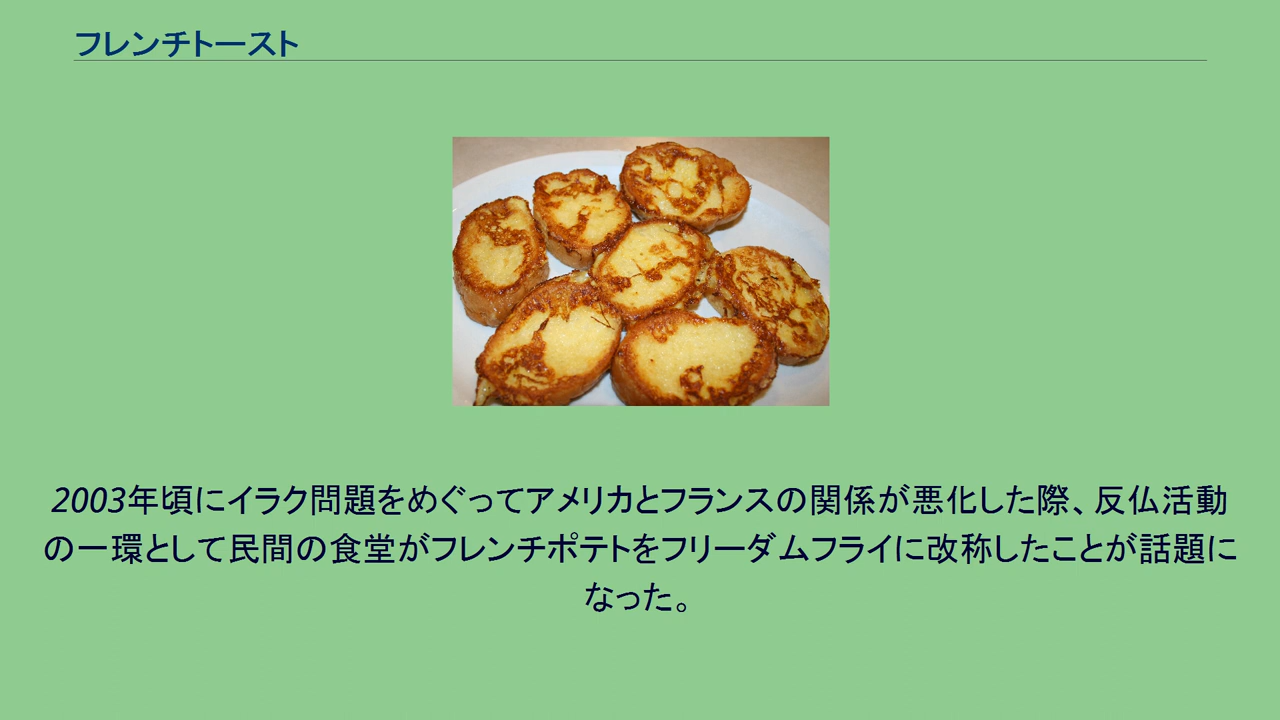 フレンチトースト
2003年頃にイラク問題をめぐってアメリカとフランスの関係が悪化した際、反仏活動
の一環として民間の食堂がフレンチポテトをフリーダムフライに改称したことが話題に
なった。